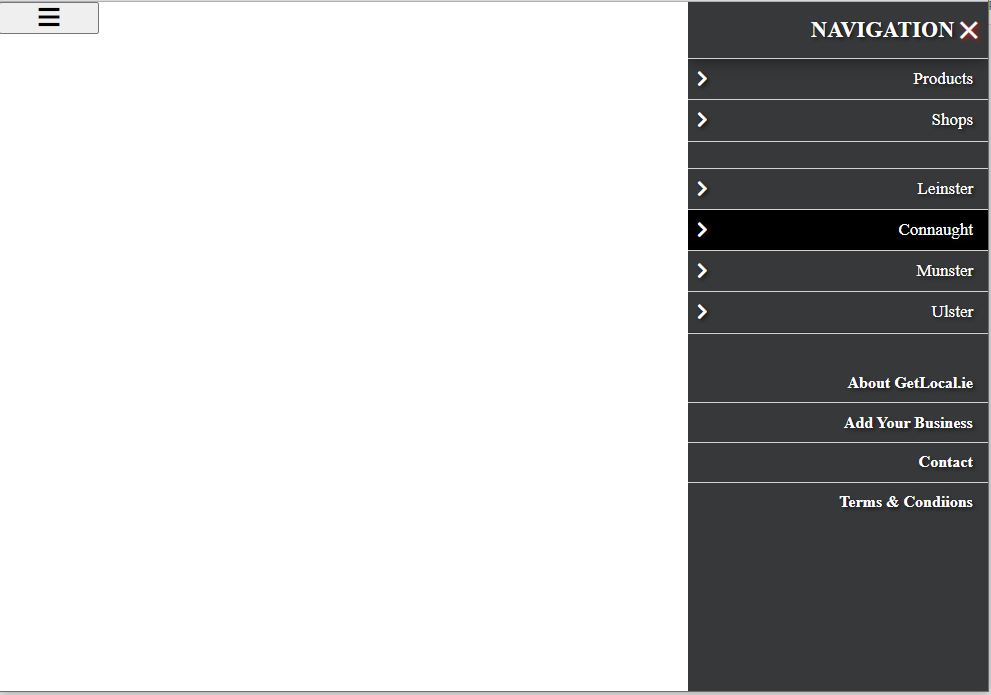 NAVIGATION
Products
Shops
Leinster
Connaught
Munster
Ulster
About GetLocal.ie
Add Your Business
Contact
Terms & Condiions